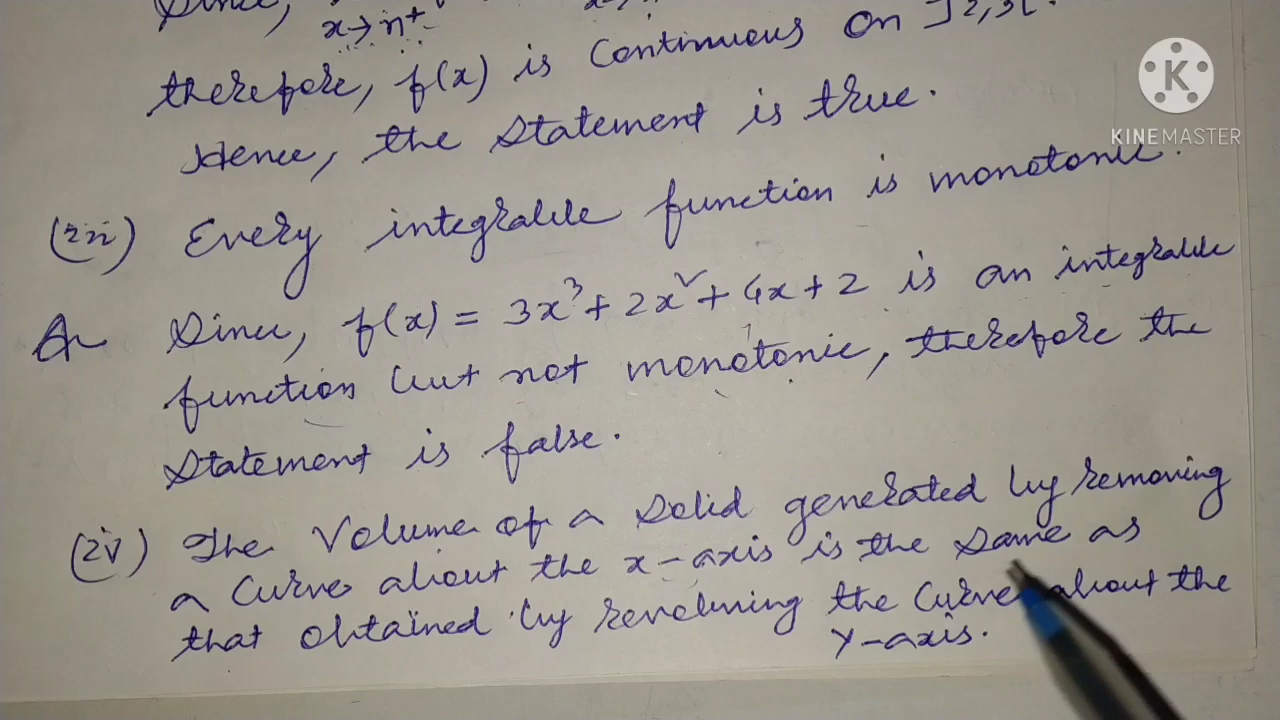 Since,
x→n⁺
therefore, f(x) is Continuous on ]2,3[.
Hence, the Statement is true.
KINEMASTER
(iii) Every integrable function is monotonic.
Since, f(x) = 3x³ + 2x² + 4x + 2 is an integrable
function but not monotonic, therefore the
Statement is false.
(iv) The Volume of a solid generated by removing
a Curve about the x-axis is the same as
that obtained by revolving the Curve about the
y-axis.